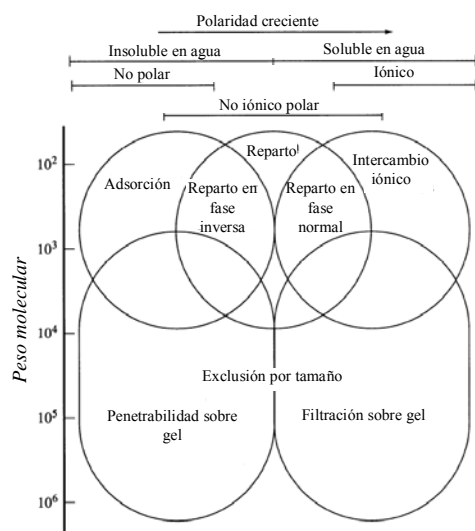 Polaridad creciente
Insoluble en agua
Soluble en agua
No polar
Iónico
No iónico polar
Peso molecular
10²
10³
10⁴
10⁵
10⁶
Adsorción
Reparto
Intercambio
iónico
Reparto en
fase
inversa
Reparto en
fase
normal
Exclusión por tamaño
Penetrabilidad sobre
gel
Filtración sobre gel